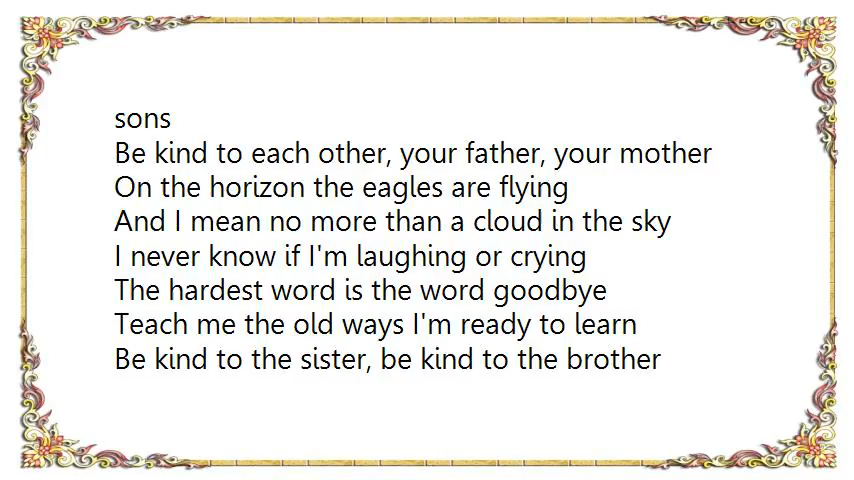 sons
Be kind to each other, your father, your mother
On the horizon the eagles are flying
And I mean no more than a cloud in the sky
I never know if I'm laughing or crying
The hardest word is the word goodbye
Teach me the old ways I'm ready to learn
Be kind to the sister, be kind to the brother